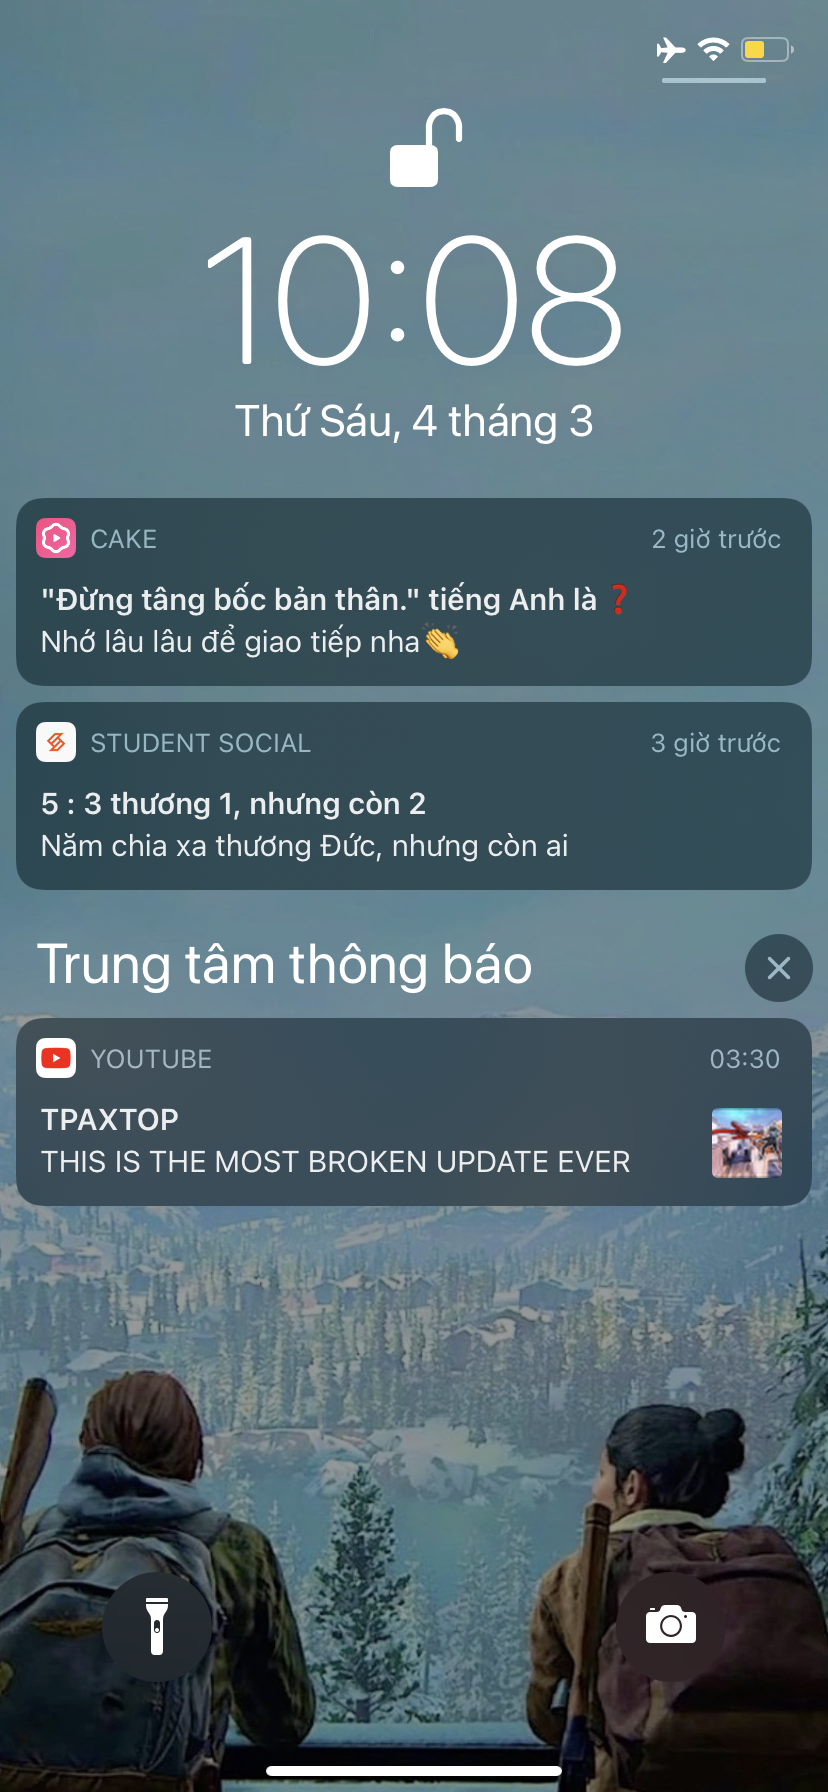 10:08
Thứ Sáu, 4 tháng 3
CAKE
2 giờ trước
"Đừng tâng bốc bản thân." tiếng Anh là ❓
Nhớ lâu lâu để giao tiếp nha👏
STUDENT SOCIAL
3 giờ trước
5 : 3 thương 1, nhưng còn 2
Năm chia xa thương Đức, nhưng còn ai
Trung tâm thông báo
YOUTUBE
03:30
TPAXTOP
THIS IS THE MOST BROKEN UPDATE EVER